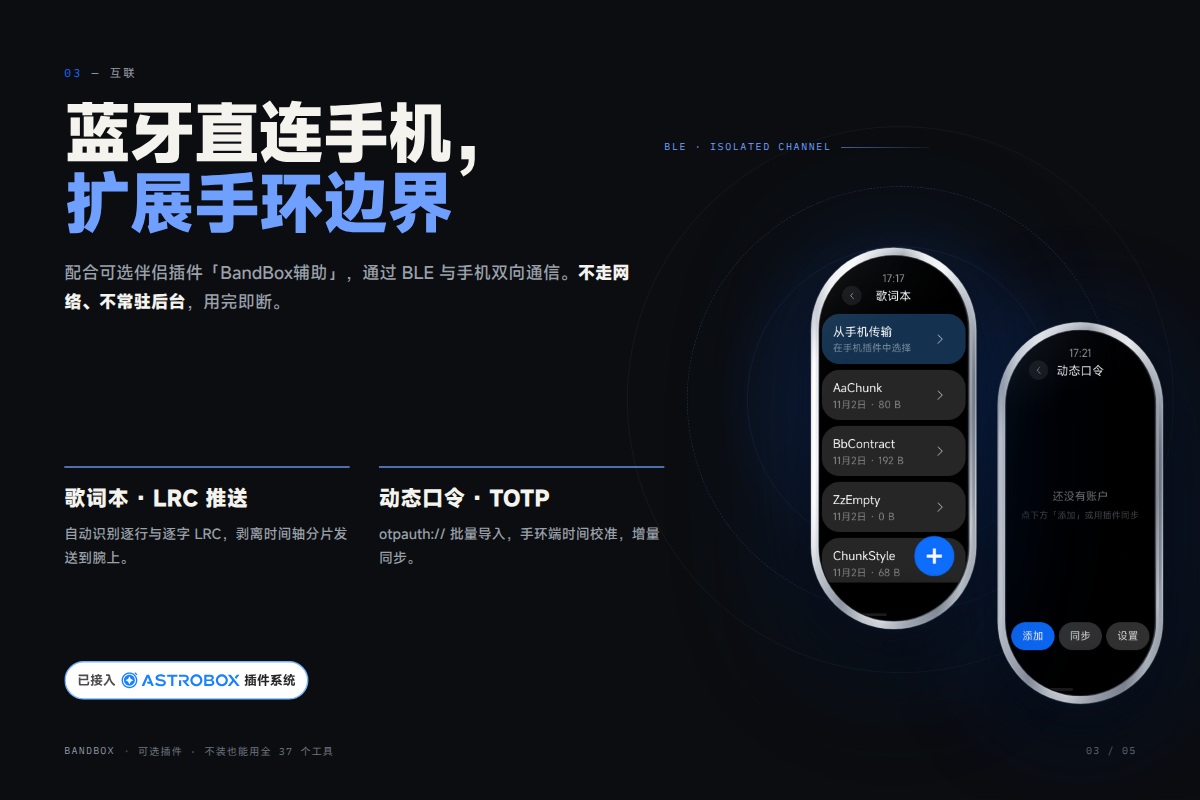 03 — 互联
蓝牙直连手机，
扩展手环边界
配合可选伴侣插件「BandBox辅助」，通过 BLE 与手机双向通信。不走网
络、不常驻后台，用完即断。
歌词本 · LRC 推送
自动识别逐行与逐字 LRC，剥离时间轴分片发
送到腕上。
动态口令 · TOTP
otpauth:// 批量导入，手环端时间校准，增量
同步。
已接入 ASTROBOX 插件系统
BLE · ISOLATED CHANNEL
17:17
歌词本
从手机传输
在手机插件中选择
AaChunk
11月2日 · 80 B
BbContract
11月2日 · 192 B
ZzEmpty
11月2日 · 0 B
ChunkStyle
11月2日 · 68 B
17:21
动态口令
还没有账户
点下方「添加」或用插件同步
添加 同步 设置
BANDBOX · 可选插件 · 不装也能用全 37 个工具
03 / 05